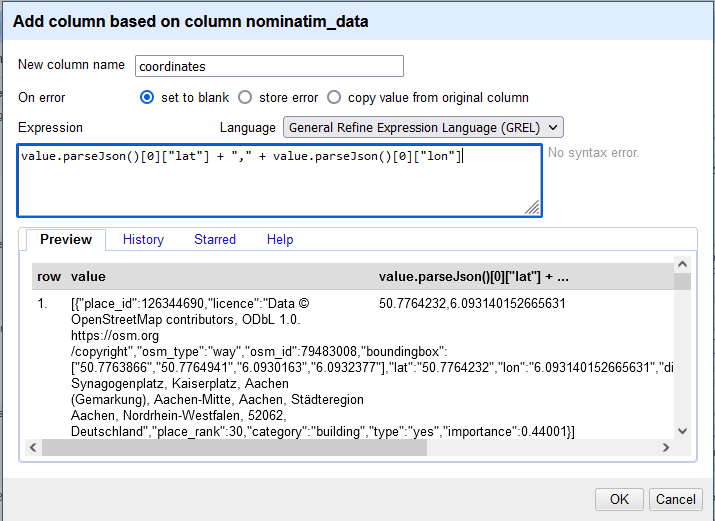 Add column based on column nominatim_data
New column name coordinates
On error set to blank store error copy value from original column
Expression Language General Refine Expression Language (GREL)
value.parseJson()[0]["lat"] + "," + value.parseJson()[0]["lon"]
No syntax error.
Preview History Starred Help
row value value.parseJson()[0]["lat"] + ...
1. [{"place_id":126344690,"licence":"Data © 50.7764232,6.093140152665631
OpenStreetMap contributors, ODbL 1.0.
https://osm.org
/copyright","osm_type":"way","osm_id":79483008,"boundingbox":
["50.7763866","50.7764941","6.0930163","6.0932377"],"lat":"50.7764232","lon":"6.093140152665631","di
Synagogenplatz, Kaiserplatz, Aachen
(Gemarkung), Aachen-Mitte, Aachen, Städteregion
Aachen, Nordrhein-Westfalen, 52062,
Deutschland","place_rank":30,"category":"building","type":"yes","importance":0.44001}]
OK Cancel